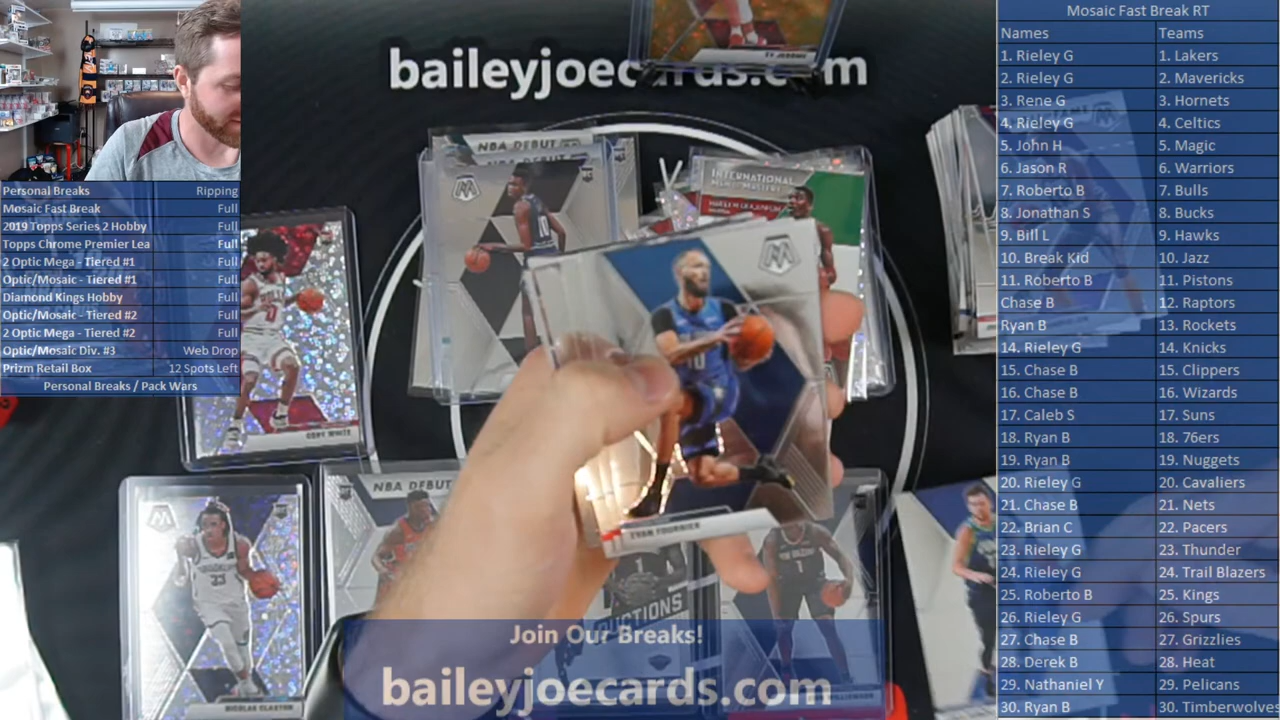 baileyjoecards.com
TY JEROME
Personal Breaks Ripping
Mosaic Fast Break Full
2019 Topps Series 2 Hobby Full
Topps Chrome Premier Lea Full
2 Optic Mega - Tiered #1 Full
Optic/Mosaic - Tiered #1 Full
Diamond Kings Hobby Full
Optic/Mosaic - Tiered #2 Full
2 Optic Mega - Tiered #2 Full
Optic/Mosaic Div. #3 Web Drop
Prizm Retail Box 12 Spots Left
Personal Breaks / Pack Wars
NBA DEBUT
NBA DEBUT
INTERNATIONAL
COBY WHITE
EVAN FOURNIER
NBA DEBUT
NICOLAS CLAXTON
Join Our Breaks!
baileyjoecards.com
Mosaic Fast Break RT
Names Teams
1. Rieley G 1. Lakers
2. Rieley G 2. Mavericks
3. Rene G 3. Hornets
4. Rieley G 4. Celtics
5. John H 5. Magic
6. Jason R 6. Warriors
7. Roberto B 7. Bulls
8. Jonathan S 8. Bucks
9. Bill L 9. Hawks
10. Break Kid 10. Jazz
11. Roberto B 11. Pistons
Chase B 12. Raptors
Ryan B 13. Rockets
14. Rieley G 14. Knicks
15. Chase B 15. Clippers
16. Chase B 16. Wizards
17. Caleb S 17. Suns
18. Ryan B 18. 76ers
19. Ryan B 19. Nuggets
20. Rieley G 20. Cavaliers
21. Chase B 21. Nets
22. Brian C 22. Pacers
23. Rieley G 23. Thunder
24. Rieley G 24. Trail Blazers
25. Roberto B 25. Kings
26. Rieley G 26. Spurs
27. Chase B 27. Grizzlies
28. Derek B 28. Heat
29. Nathaniel Y 29. Pelicans
30. Ryan B 30. Timberwolves